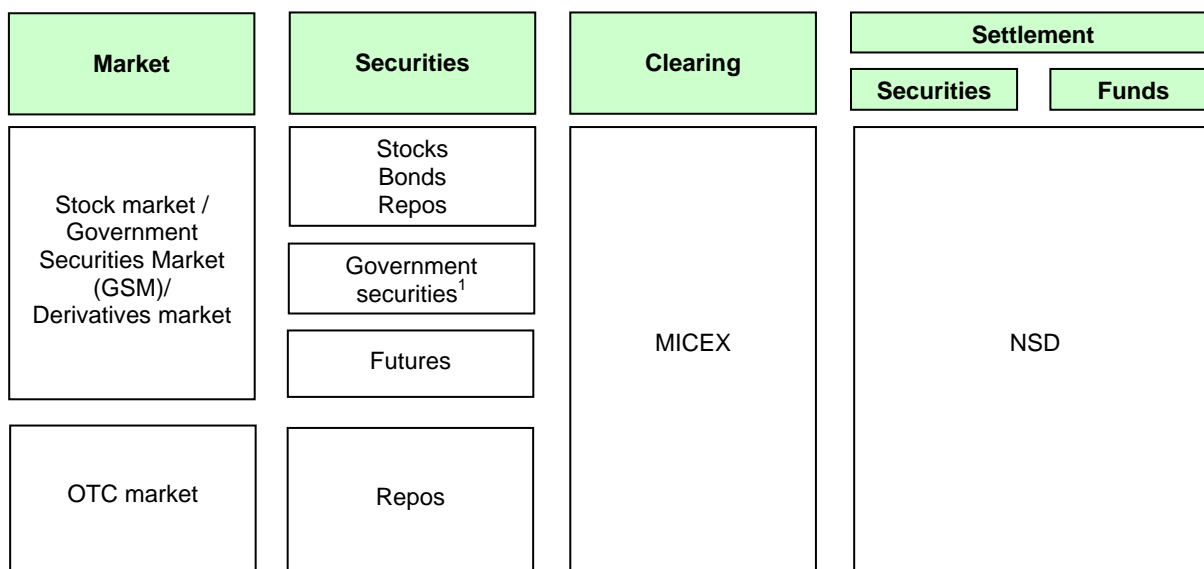 Market
Securities
Clearing
Settlement
Securities
Funds
Stock market /
Government
Securities Market
(GSM)/
Derivatives market
Stocks
Bonds
Repos
Government
securities¹
Futures
MICEX
NSD
OTC market
Repos